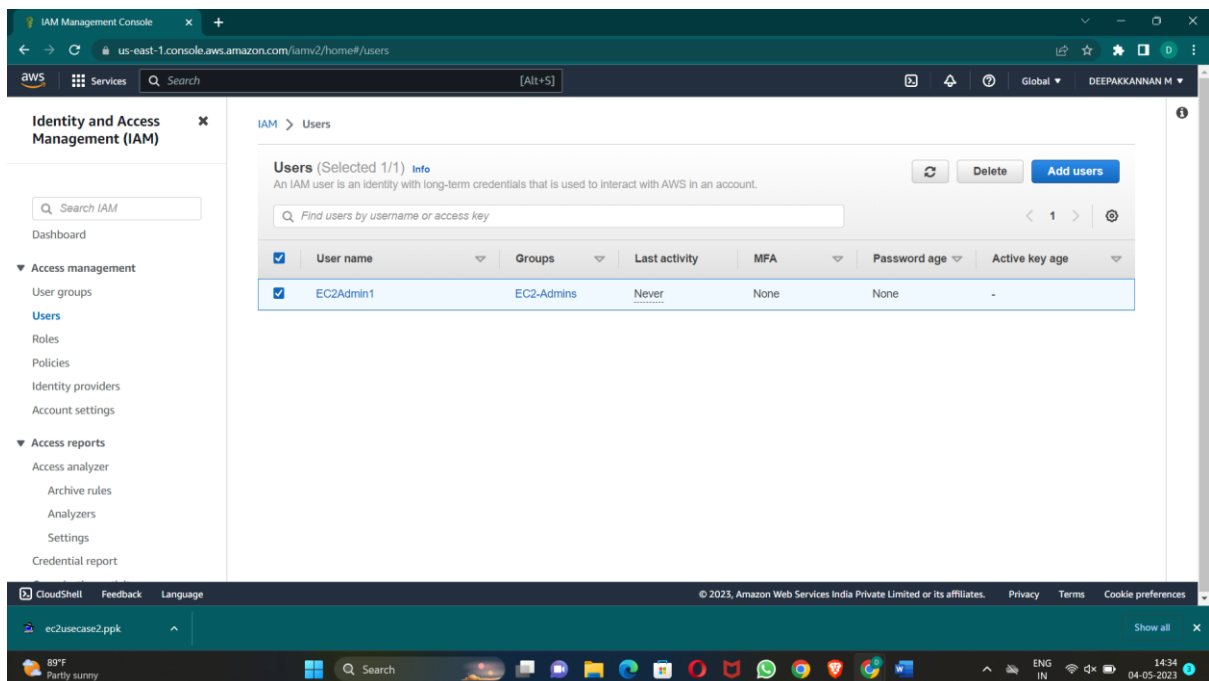 IAM Management Console
us-east-1.console.aws.amazon.com/iamv2/home#/users
D
aws Services Search [Alt+S] Global DEEPAKKANNAN M
Identity and Access
Management (IAM)
Search IAM
Dashboard
Access management
User groups
Users
Roles
Policies
Identity providers
Account settings
Access reports
Access analyzer
Archive rules
Analyzers
Settings
Credential report
IAM > Users
Users (Selected 1/1) Info
An IAM user is an identity with long-term credentials that is used to interact with AWS in an account.
Delete
Add users
Find users by username or access key
1
User name Groups Last activity MFA Password age Active key age
EC2Admin1 EC2-Admins Never None None -
CloudShell Feedback Language © 2023, Amazon Web Services India Private Limited or its affiliates. Privacy Terms Cookie preferences
ec2usecase2.ppk Show all
89°F
Partly sunny
Search
ENG
IN
14:34
04-05-2023
3